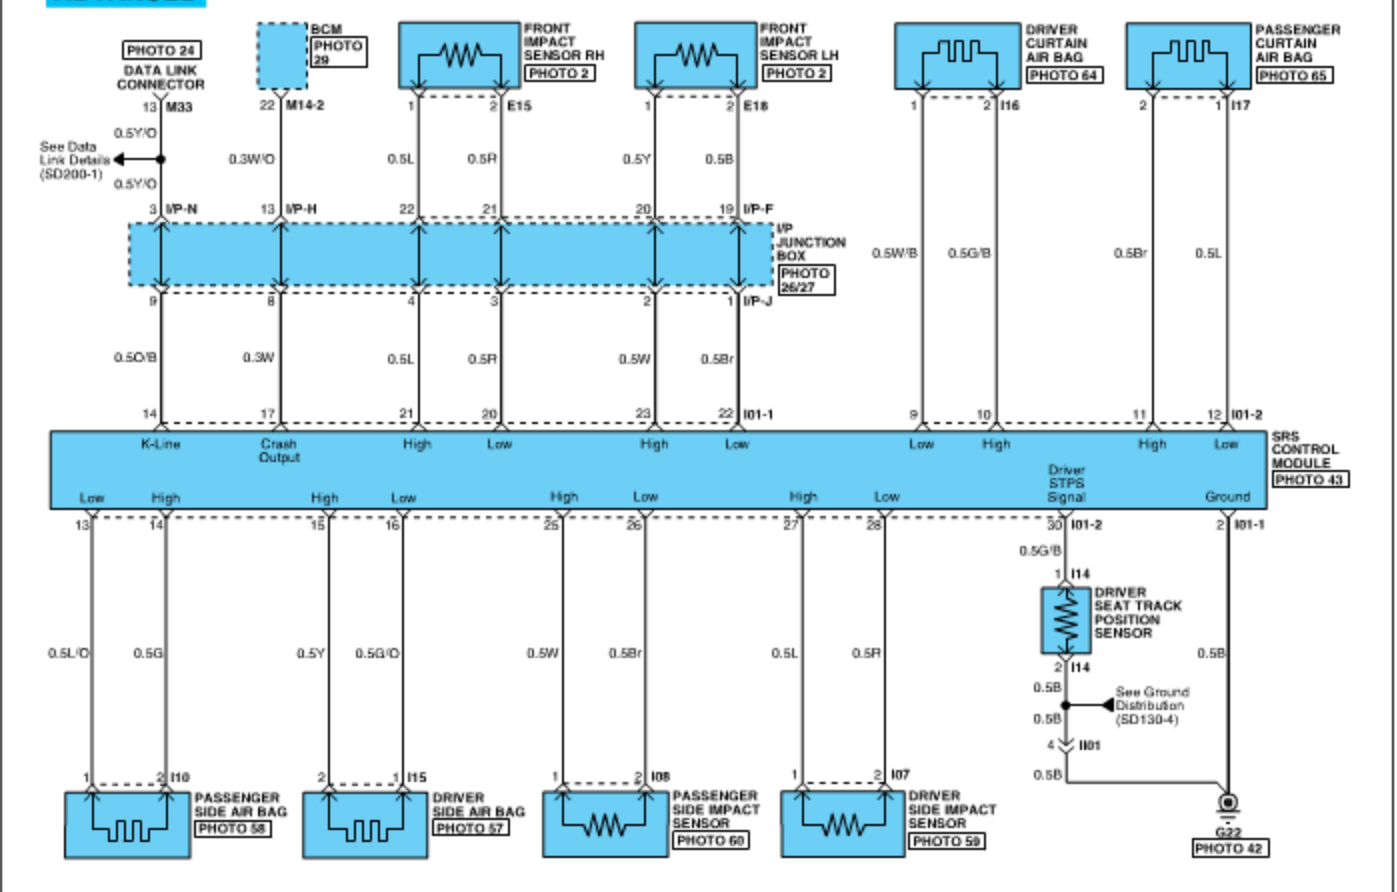 PHOTO 24
DATA LINK
CONNECTOR
13 M33
0.5Y/O
See Data
Link Details
(SD200-1)
0.5Y/O
3 I/P-N
BCM
PHOTO
29
22 M14-2
0.3W/O
13 I/P-H
FRONT
IMPACT
SENSOR RH
PHOTO 2
1 2 E15
0.5L 0.5R
22 21
FRONT
IMPACT
SENSOR LH
PHOTO 2
1 2 E18
0.5Y 0.5B
20 19 I/P-F
DRIVER
CURTAIN
AIR BAG
PHOTO 64
1 2 I16
0.5W/B 0.5G/B
PASSENGER
CURTAIN
AIR BAG
PHOTO 65
2 1 I17
0.5Br 0.5L
I/P
JUNCTION
BOX
PHOTO
26/27
9 8 4 3 2 1 I/P-J
0.5O/B 0.3W 0.5L 0.5R 0.5W 0.5Br
14 17 21 20 23 22 I01-1 9 10 11 12 I01-2
K-Line Crash High Low High Low Low High High Low
Output
SRS
CONTROL
MODULE
PHOTO 43
Driver
STPS
Signal
Low High High Low High Low High Low Ground
13 14 15 16 25 26 27 28 30 I01-2 2 I01-1
0.5G/B
1 I14
DRIVER
SEAT TRACK
POSITION
SENSOR
2 I14
0.5L/O 0.5G 0.5Y 0.5G/O 0.5W 0.5Br 0.5L 0.5R 0.5B
0.5B
See Ground
Distribution
(SD130-4)
0.5B
4 II01
0.5B
1 2 I10 2 1 I15 1 2 I08 1 2 I07
PASSENGER
SIDE AIR BAG
PHOTO 58
DRIVER
SIDE AIR BAG
PHOTO 57
PASSENGER
SIDE IMPACT
SENSOR
PHOTO 60
DRIVER
SIDE IMPACT
SENSOR
PHOTO 59
G22
PHOTO 42